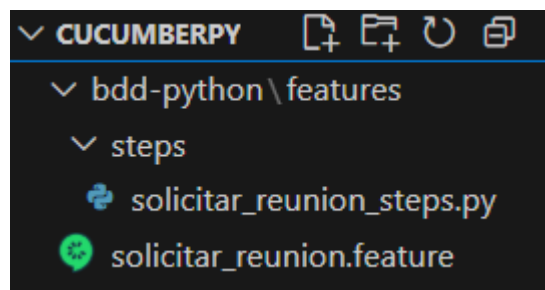 CUCUMBERPY
bdd-python\features
steps
solicitar_reunion_steps.py
solicitar_reunion.feature